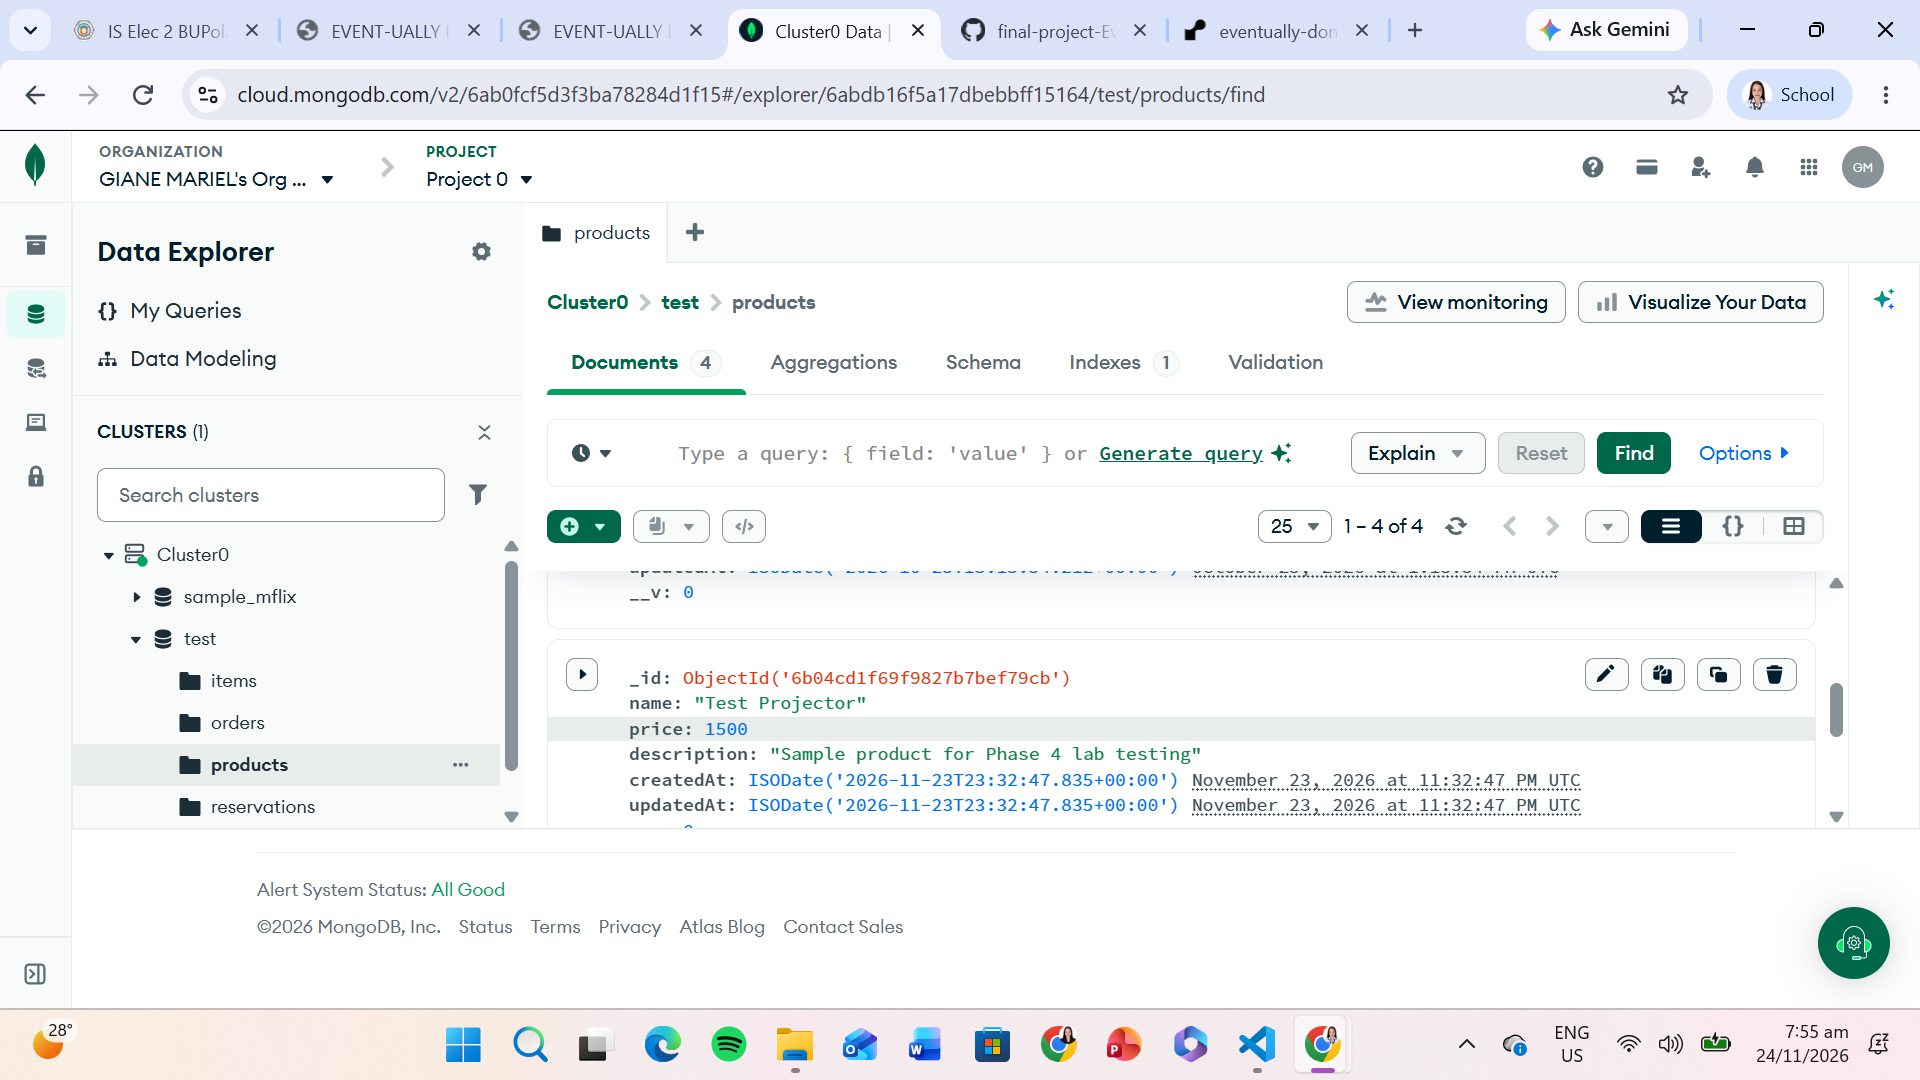 IS Elec 2 BUPol
EVENT-UALLY
EVENT-UALLY
Cluster0 Data |
final-project-Ev
eventually-don
Ask Gemini
cloud.mongodb.com/v2/6ab0fcf5d3f3ba78284d1f15#/explorer/6abdb16f5a17dbebbff15164/test/products/find
School
ORGANIZATION
GIANE MARIEL's Org ...
PROJECT
Project 0
GM
Data Explorer
My Queries
Data Modeling
CLUSTERS (1)
Search clusters
Cluster0
sample_mflix
test
items
orders
products
reservations
products
Cluster0 > test > products
View monitoring
Visualize Your Data
Documents 4
Aggregations
Schema
Indexes 1
Validation
Type a query: { field: 'value' } or Generate query
Explain
Reset
Find
Options
25
1 – 4 of 4
__v: 0
_id: ObjectId('6b04cd1f69f9827b7bef79cb')
name: "Test Projector"
price: 1500
description: "Sample product for Phase 4 lab testing"
createdAt: ISODate('2026-11-23T23:32:47.835+00:00') November 23, 2026 at 11:32:47 PM UTC
updatedAt: ISODate('2026-11-23T23:32:47.835+00:00') November 23, 2026 at 11:32:47 PM UTC
Alert System Status: All Good
©2026 MongoDB, Inc. Status Terms Privacy Atlas Blog Contact Sales
28°
ENG
US
7:55 am
24/11/2026